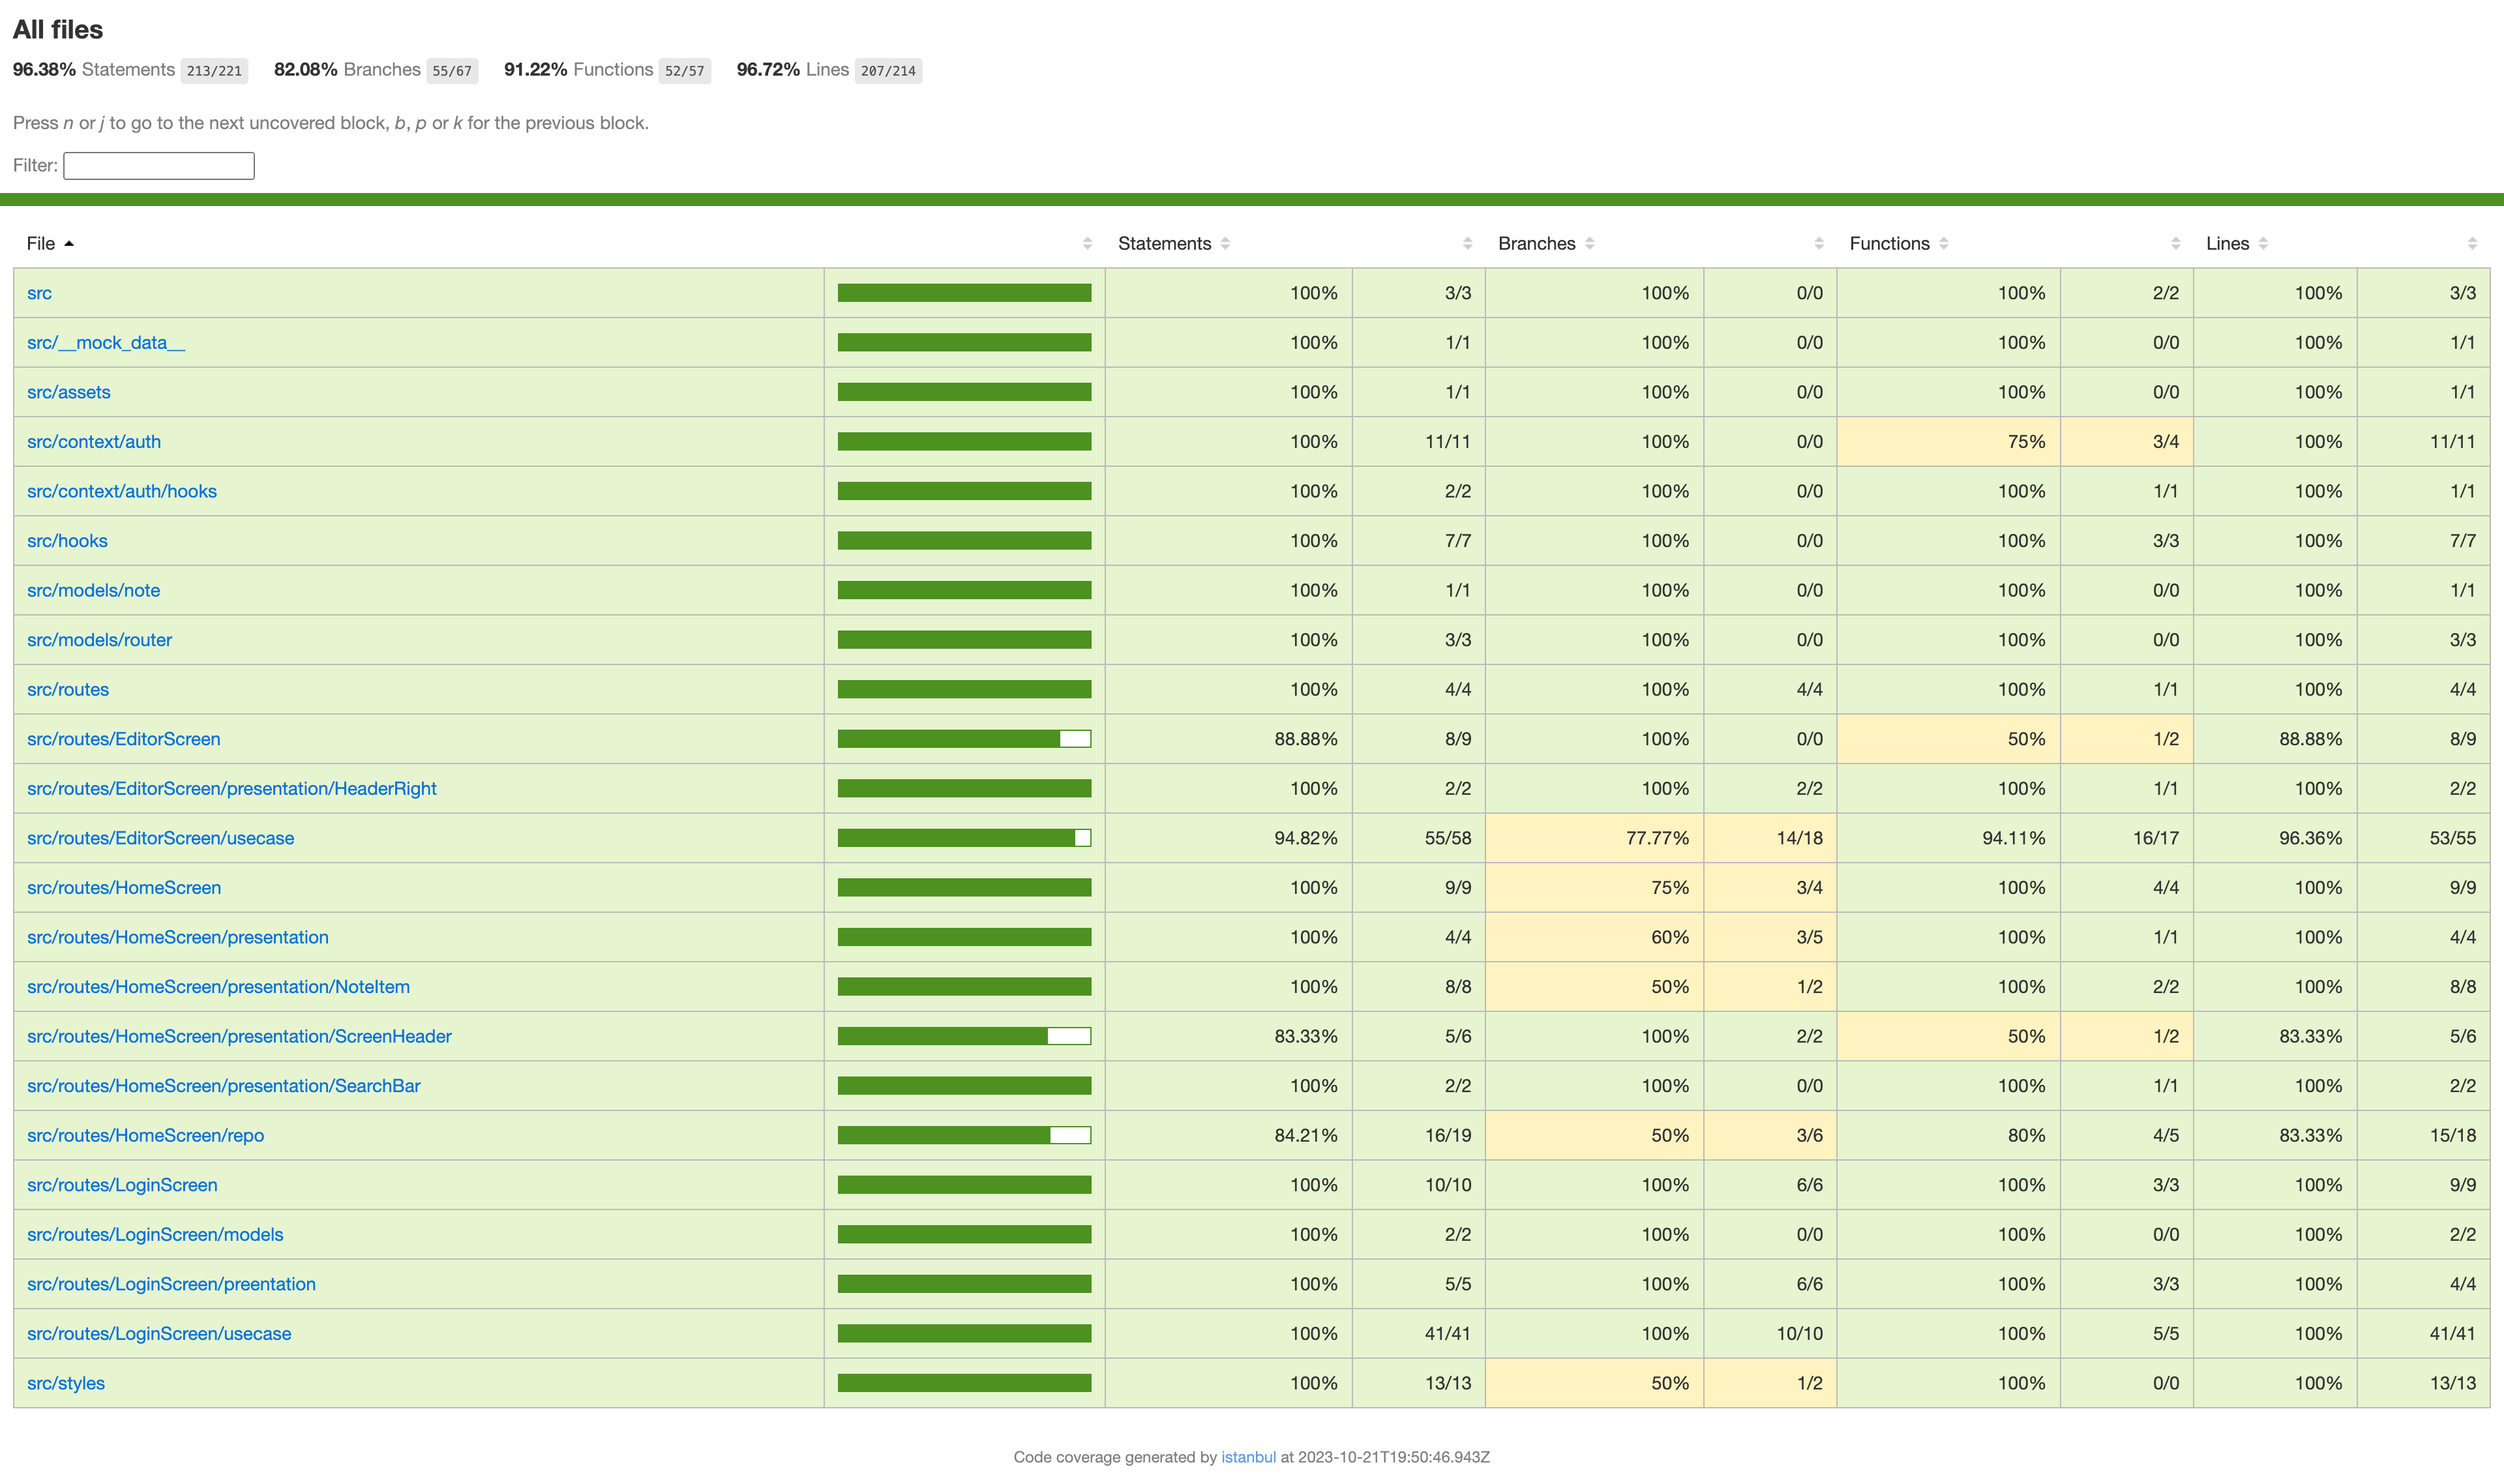 All files
96.38% Statements 213/221 82.08% Branches 55/67 91.22% Functions 52/57 96.72% Lines 207/214
Press n or j to go to the next uncovered block, b, p or k for the previous block.
Filter:
File Statements Branches Functions Lines
src 100% 3/3 100% 0/0 100% 2/2 100% 3/3
src/__mock_data__ 100% 1/1 100% 0/0 100% 0/0 100% 1/1
src/assets 100% 1/1 100% 0/0 100% 0/0 100% 1/1
src/context/auth 100% 11/11 100% 0/0 75% 3/4 100% 11/11
src/context/auth/hooks 100% 2/2 100% 0/0 100% 1/1 100% 1/1
src/hooks 100% 7/7 100% 0/0 100% 3/3 100% 7/7
src/models/note 100% 1/1 100% 0/0 100% 0/0 100% 1/1
src/models/router 100% 3/3 100% 0/0 100% 0/0 100% 3/3
src/routes 100% 4/4 100% 4/4 100% 1/1 100% 4/4
src/routes/EditorScreen 88.88% 8/9 100% 0/0 50% 1/2 88.88% 8/9
src/routes/EditorScreen/presentation/HeaderRight 100% 2/2 100% 2/2 100% 1/1 100% 2/2
src/routes/EditorScreen/usecase 94.82% 55/58 77.77% 14/18 94.11% 16/17 96.36% 53/55
src/routes/HomeScreen 100% 9/9 75% 3/4 100% 4/4 100% 9/9
src/routes/HomeScreen/presentation 100% 4/4 60% 3/5 100% 1/1 100% 4/4
src/routes/HomeScreen/presentation/NoteItem 100% 8/8 50% 1/2 100% 2/2 100% 8/8
src/routes/HomeScreen/presentation/ScreenHeader 83.33% 5/6 100% 2/2 50% 1/2 83.33% 5/6
src/routes/HomeScreen/presentation/SearchBar 100% 2/2 100% 0/0 100% 1/1 100% 2/2
src/routes/HomeScreen/repo 84.21% 16/19 50% 3/6 80% 4/5 83.33% 15/18
src/routes/LoginScreen 100% 10/10 100% 6/6 100% 3/3 100% 9/9
src/routes/LoginScreen/models 100% 2/2 100% 0/0 100% 0/0 100% 2/2
src/routes/LoginScreen/preentation 100% 5/5 100% 6/6 100% 3/3 100% 4/4
src/routes/LoginScreen/usecase 100% 41/41 100% 10/10 100% 5/5 100% 41/41
src/styles 100% 13/13 50% 1/2 100% 0/0 100% 13/13
Code coverage generated by istanbul at 2023-10-21T19:50:46.943Z